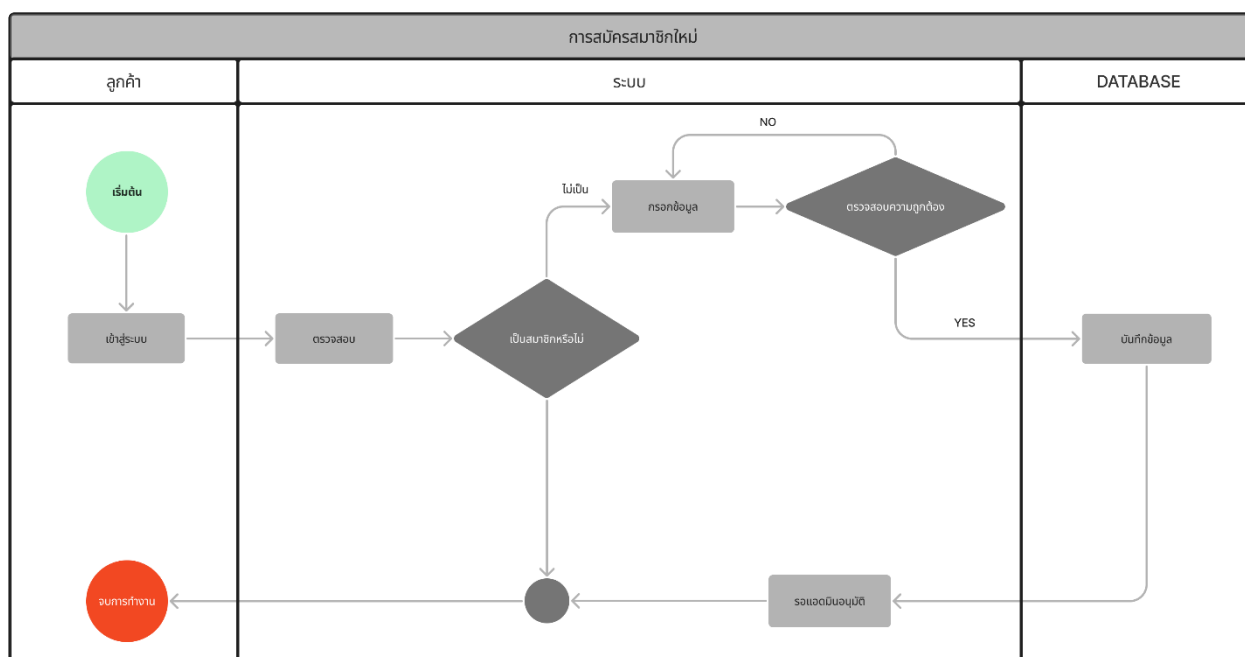 การสมัครสมาชิกใหม่
ลูกค้า
ระบบ
DATABASE
NO
เริ่มต้น
ไม่เป็น
กรอกข้อมูล
ตรวจสอบความถูกต้อง
YES
เข้าสู่ระบบ
ตรวจสอบ
เป็นสมาชิกหรือไม่
บันทึกข้อมูล
จบการทำงาน
รอแอดมินอนุมัติ